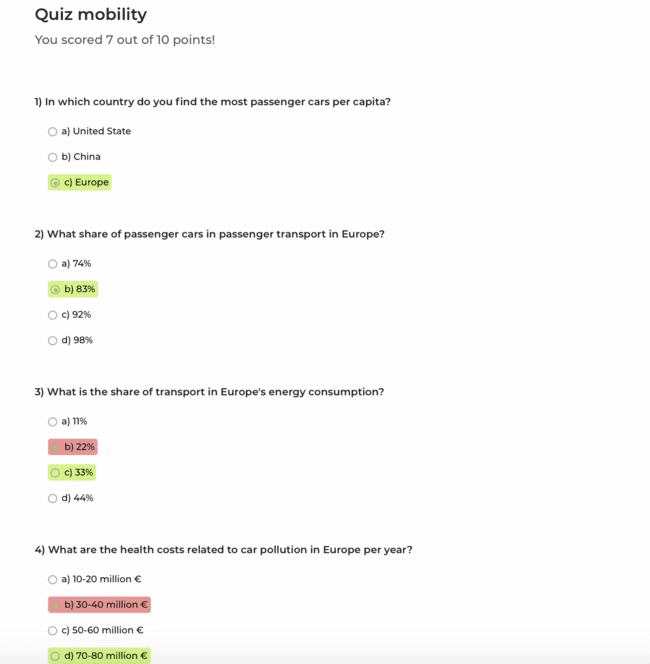 Quiz mobility
You scored 7 out of 10 points!
1) In which country do you find the most passenger cars per capita?
a) United State
b) China
c) Europe
2) What share of passenger cars in passenger transport in Europe?
a) 74%
b) 83%
c) 92%
d) 98%
3) What is the share of transport in Europe's energy consumption?
a) 11%
b) 22%
c) 33%
d) 44%
4) What are the health costs related to car pollution in Europe per year?
a) 10-20 million €
b) 30-40 million €
c) 50-60 million €
d) 70-80 million €